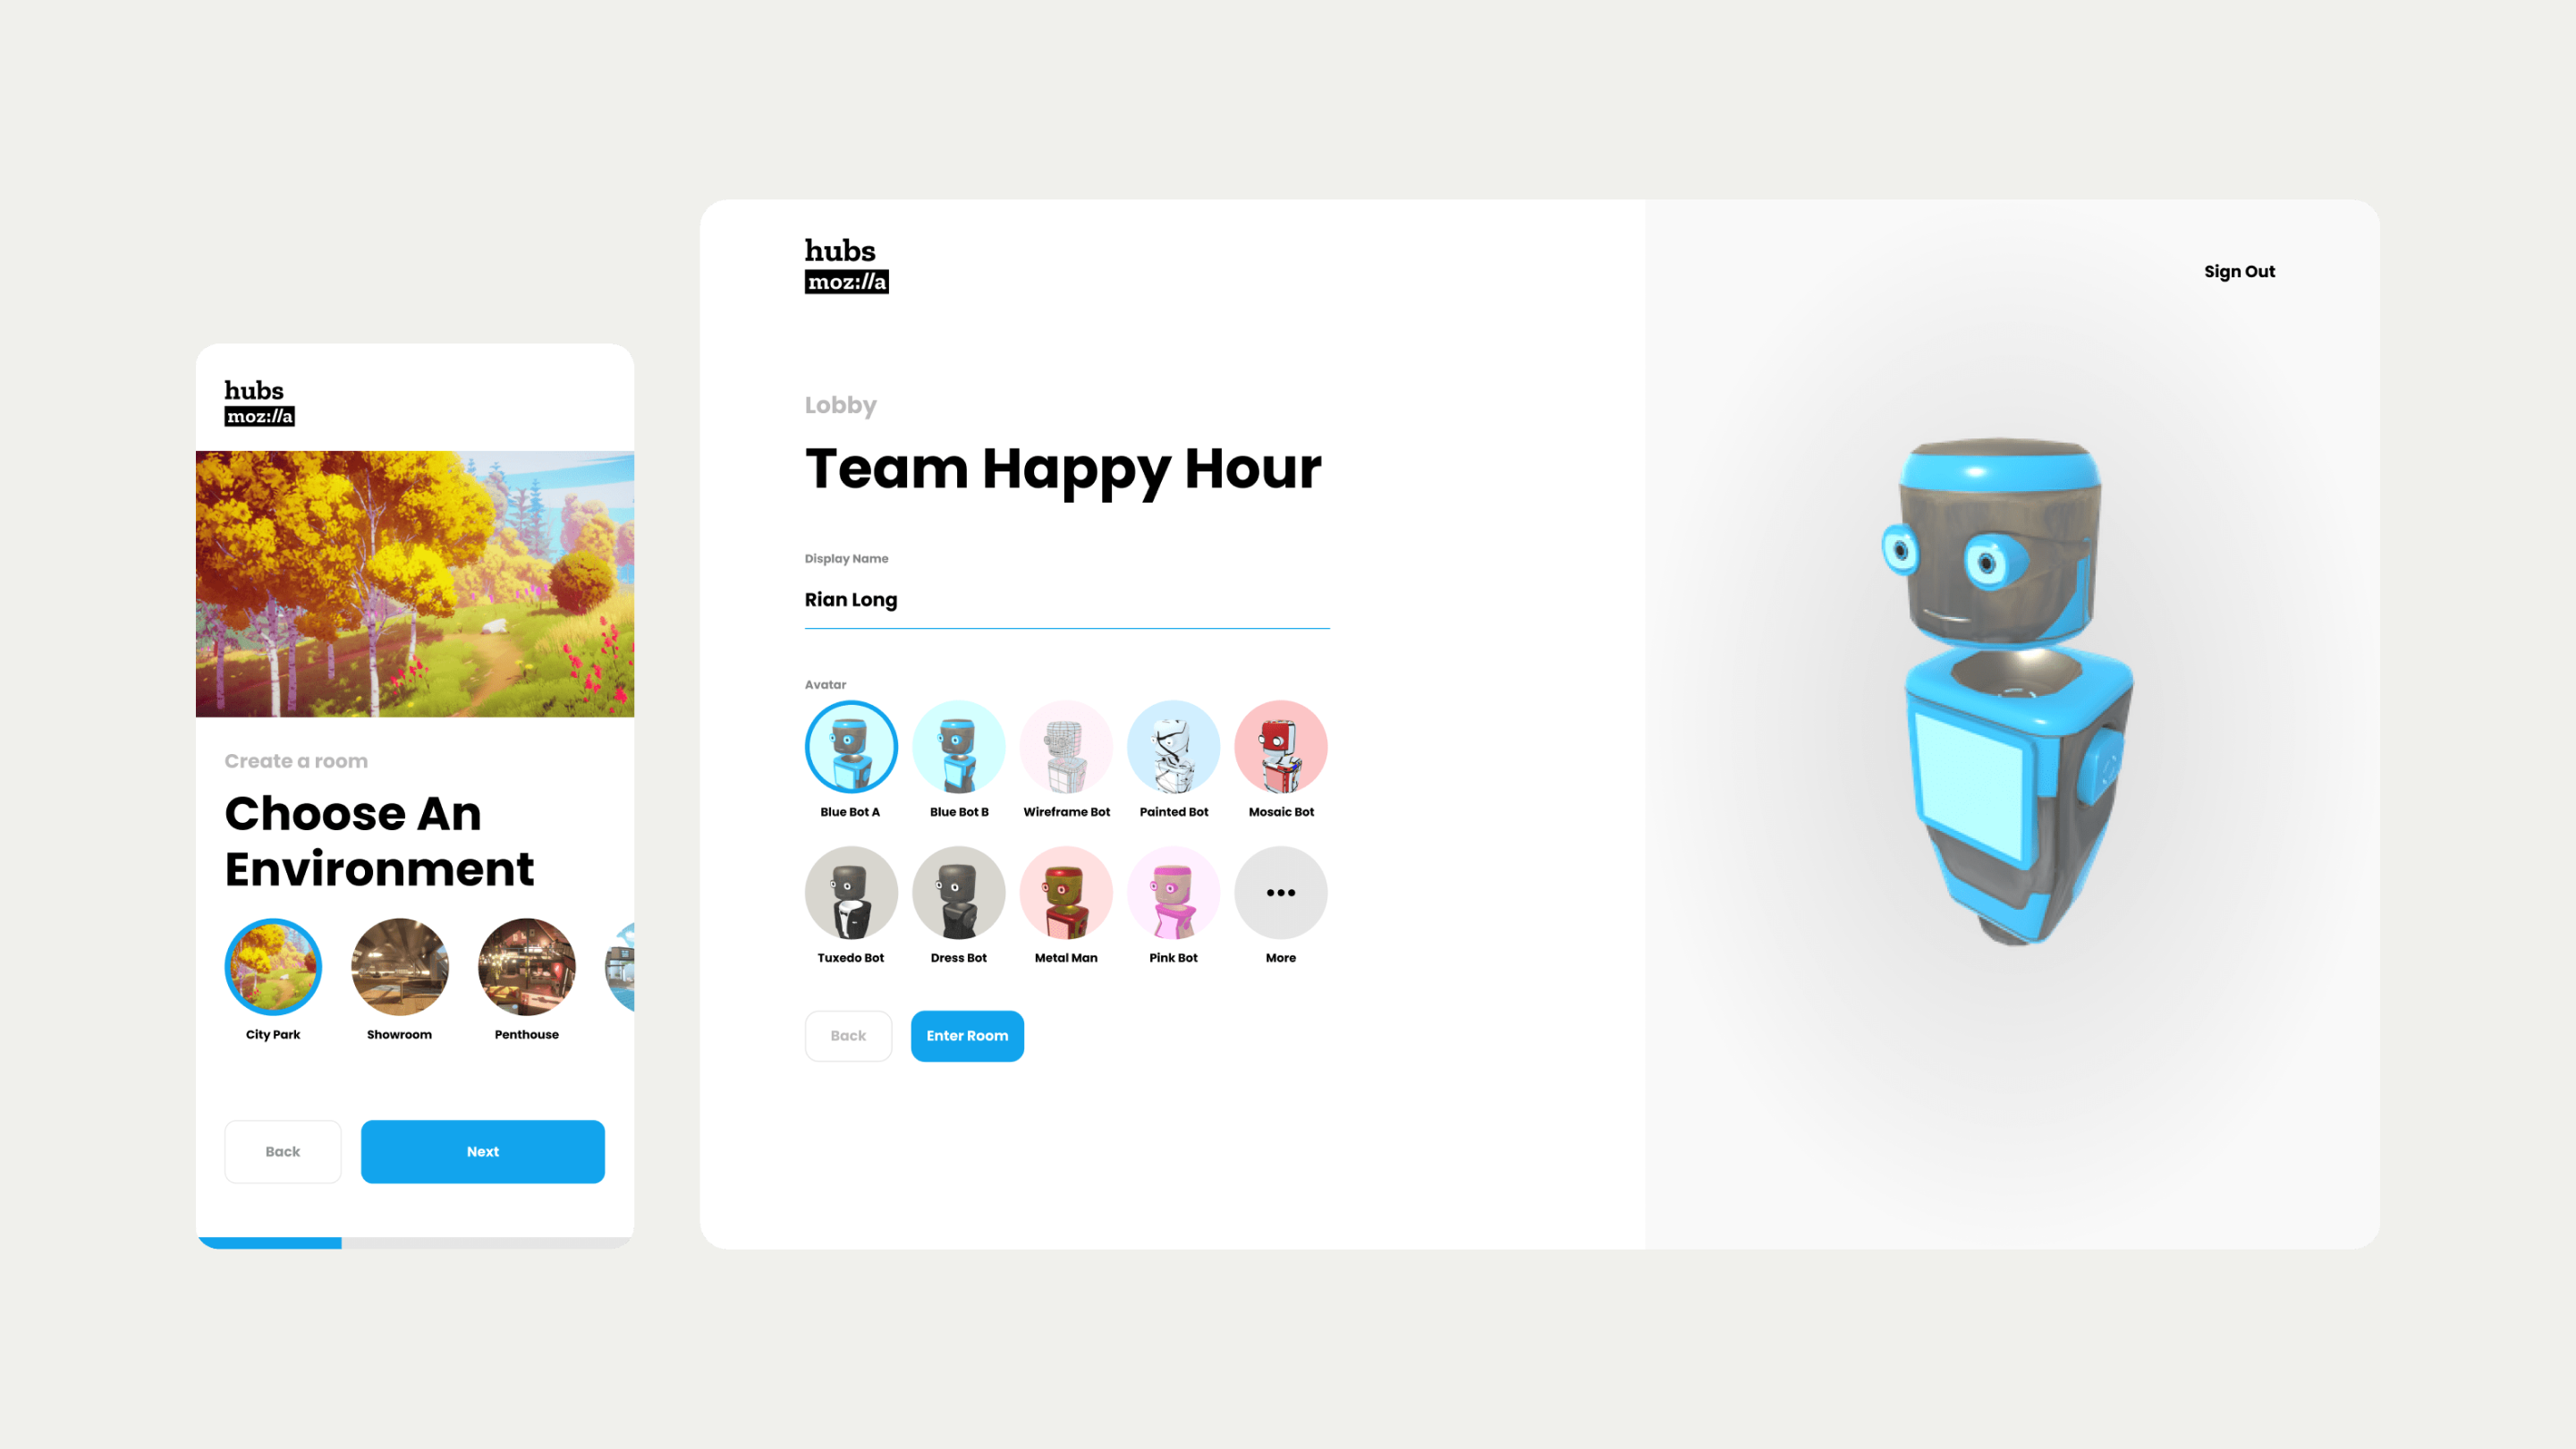 hubs
moz://a
Create a room
Choose An
Environment
City Park
Showroom
Penthouse
Back
Next
hubs
moz://a
Sign Out
Lobby
Team Happy Hour
Display Name
Rian Long
Avatar
Blue Bot A
Blue Bot B
Wireframe Bot
Painted Bot
Mosaic Bot
Tuxedo Bot
Dress Bot
Metal Man
Pink Bot
More
Back
Enter Room